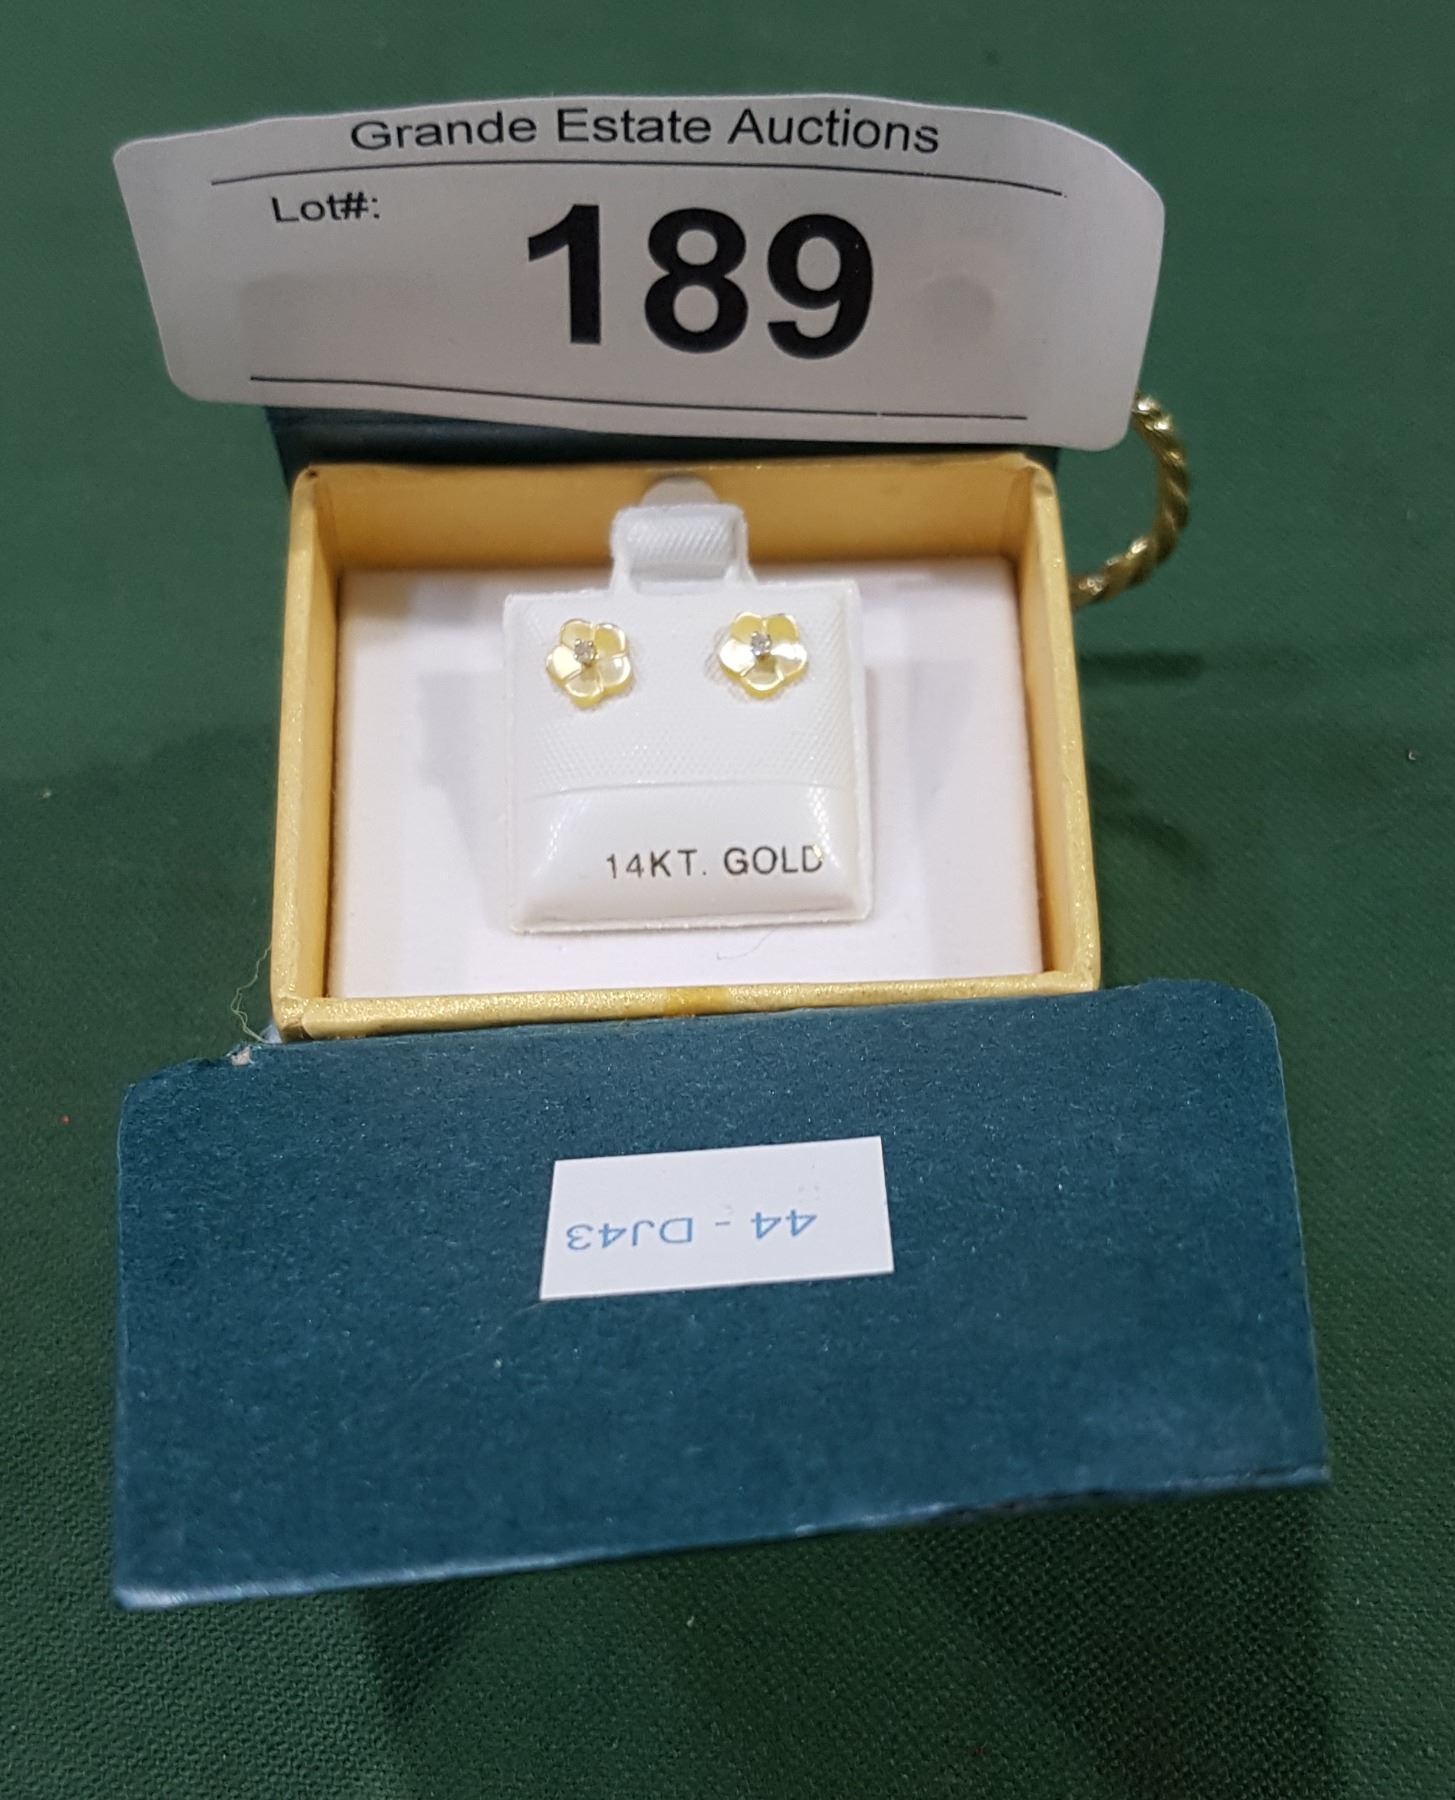 Grande Estate Auctions
Lot#:
189
14KT. GOLD
44 - DJ43